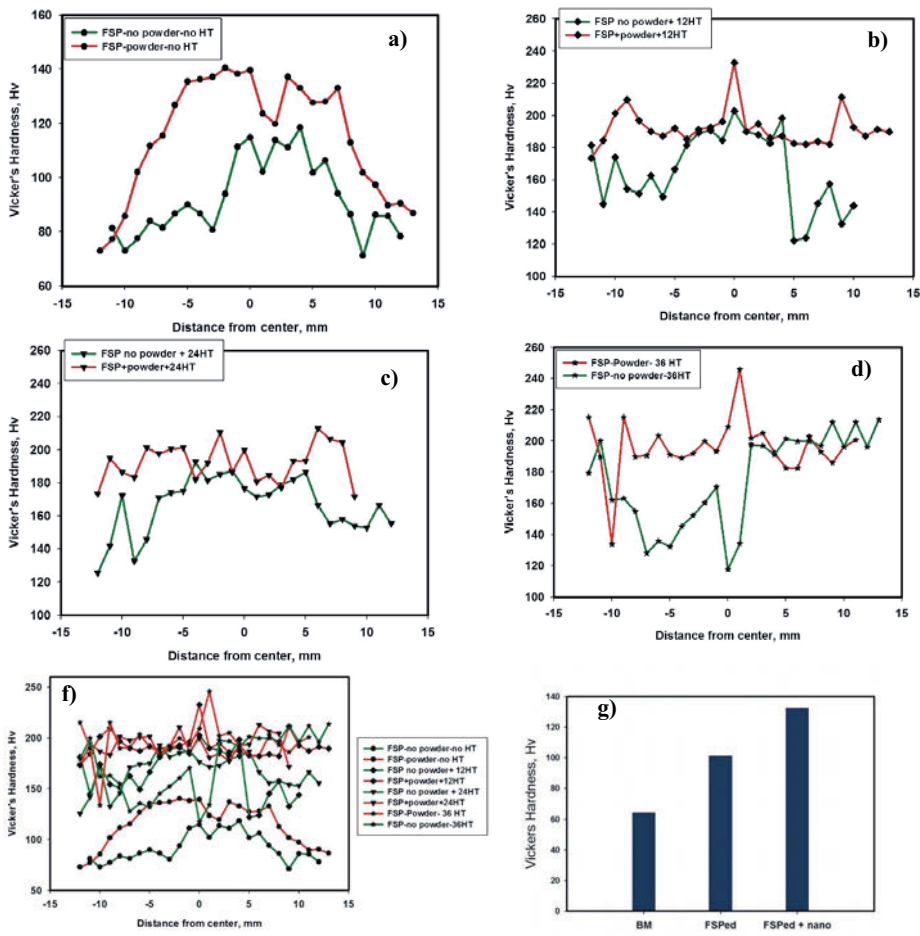 FSP-no powder-no HT
FSP-powder-no HT
a)
Vicker's Hardness, Hv
160
140
120
100
80
60
-15 -10 -5 0 5 10 15
Distance from center, mm
FSP no powder+ 12HT
FSP+powder+12HT
b)
Vicker's Hardness, Hv
260
240
220
200
180
160
140
120
100
-15 -10 -5 0 5 10 15
Distance from center, mm
FSP no powder + 24HT
FSP+powder+24HT
c)
Vicker's Hardness, Hv
260
240
220
200
180
160
140
120
100
-15 -10 -5 0 5 10 15
Distance from center, mm
FSP-Powder- 36 HT
FSP-no powder-36HT
d)
Vicker's Hardness, Hv
260
240
220
200
180
160
140
120
100
-15 -10 -5 0 5 10 15
Distance from center, mm
f)
Vicker's Hardness, Hv
250
200
150
100
50
-15 -10 -5 0 5 10 15
Distance from center, mm
FSP-no powder-no HT
FSP-powder-no HT
FSP no powder+ 12HT
FSP+powder+12HT
FSP no powder + 24HT
FSP+powder+24HT
FSP-Powder- 36 HT
FSP-no powder-36HT
g)
Vickers Hardness, Hv
140
120
100
80
60
40
20
0
BM FSPed FSPed + nano